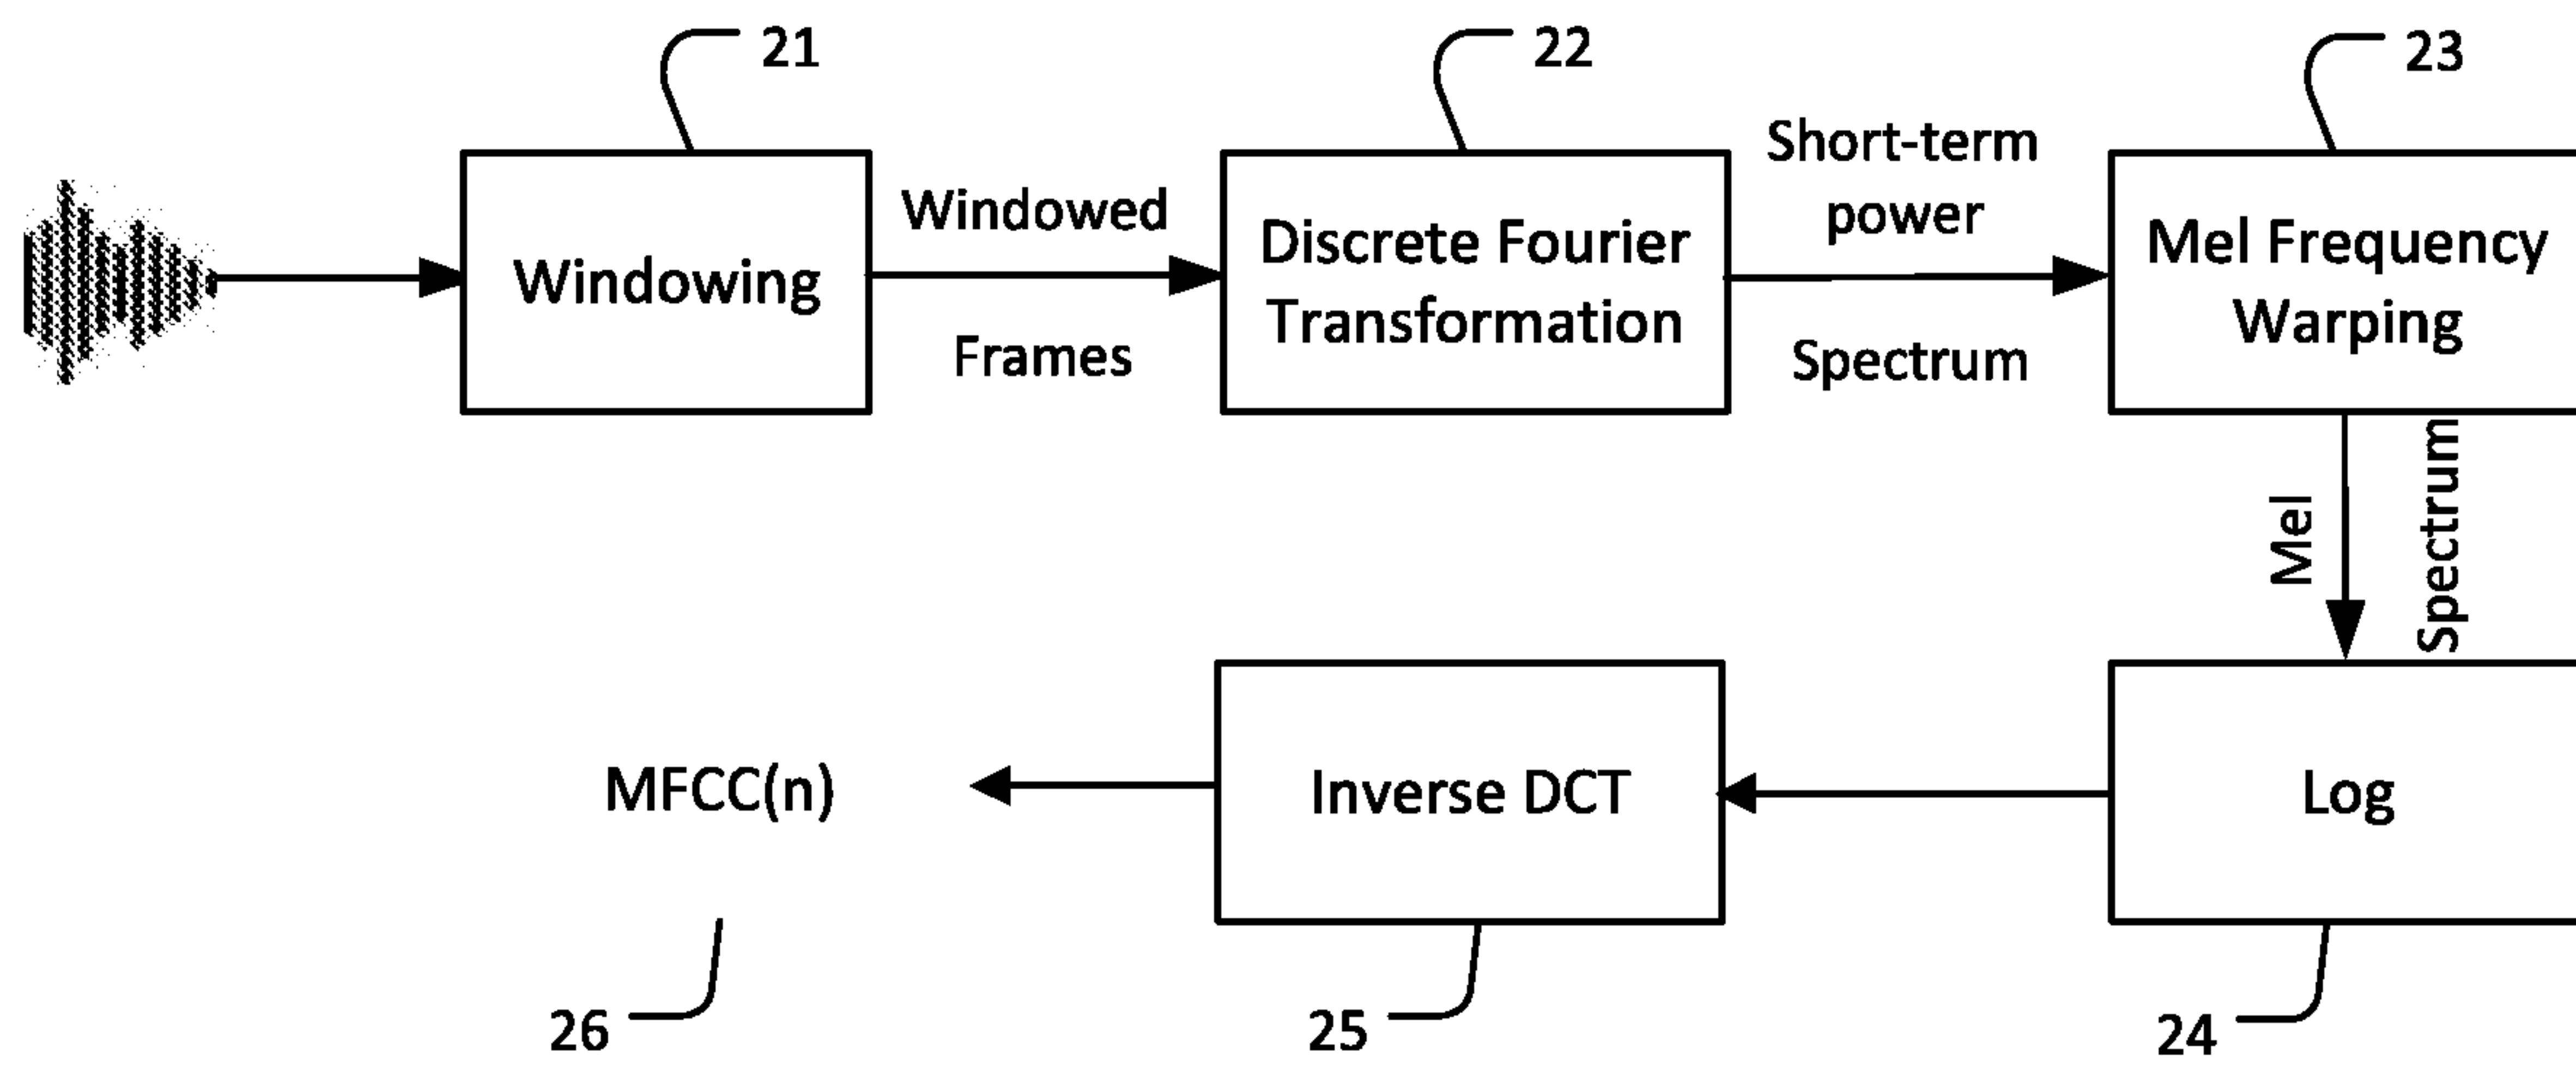 21
22
23
Windowing
Windowed
Frames
Discrete Fourier
Transformation
Short-term
power
Spectrum
Mel Frequency
Warping
Mel
Spectrum
MFCC(n)
Inverse DCT
Log
26
25
24